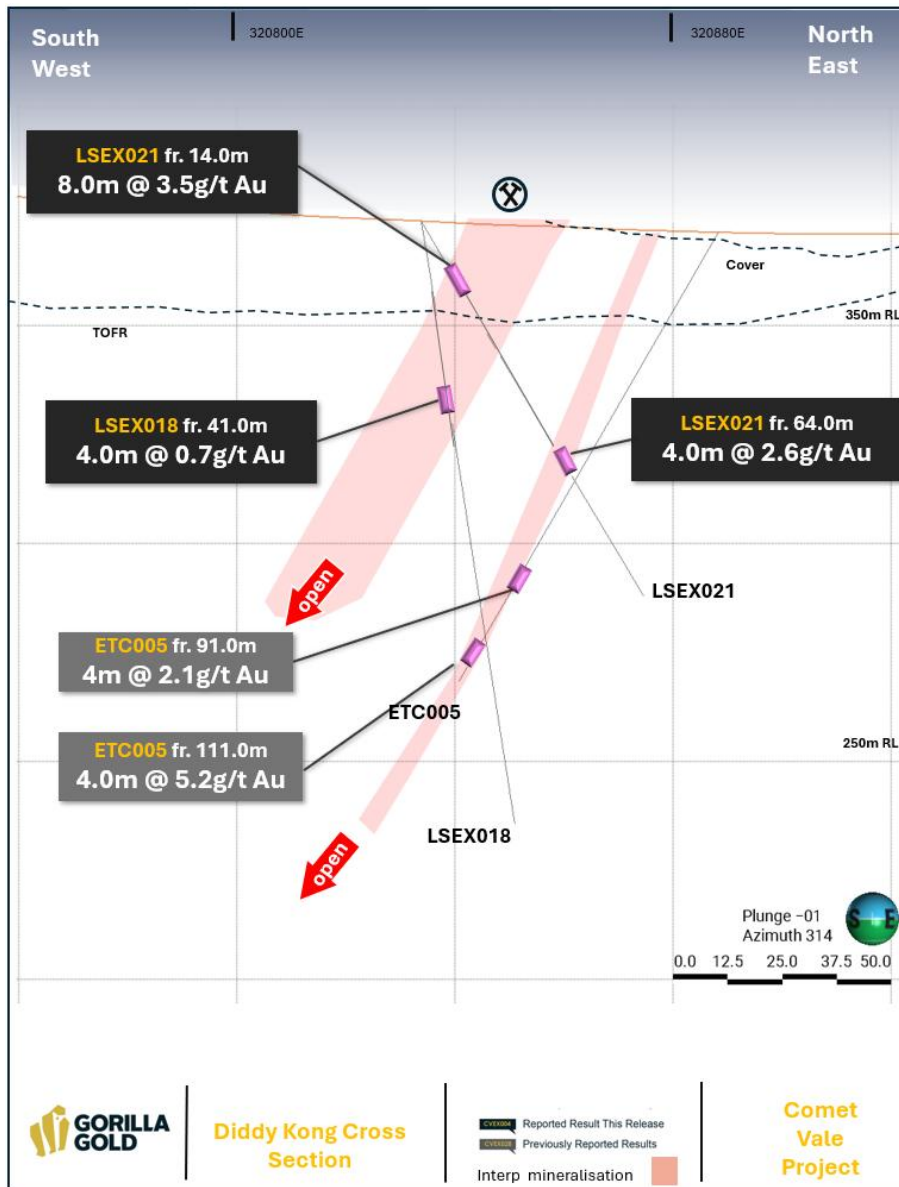 South
West
320800E
320880E
North
East
LSEX021 fr. 14.0m
8.0m @ 3.5g/t Au
Cover
350m RL
TOFR
LSEX018 fr. 41.0m
4.0m @ 0.7g/t Au
LSEX021 fr. 64.0m
4.0m @ 2.6g/t Au
open
LSEX021
ETC005 fr. 91.0m
4m @ 2.1g/t Au
ETC005
ETC005 fr. 111.0m
4.0m @ 5.2g/t Au
250m RL
LSEX018
open
Plunge -01
Azimuth 314
S E
0.0 12.5 25.0 37.5 50.0
GORILLA
GOLD
Diddy Kong Cross
Section
CVEX004 Reported Result This Release
Previously Reported Results
Interp mineralisation
Comet
Vale
Project